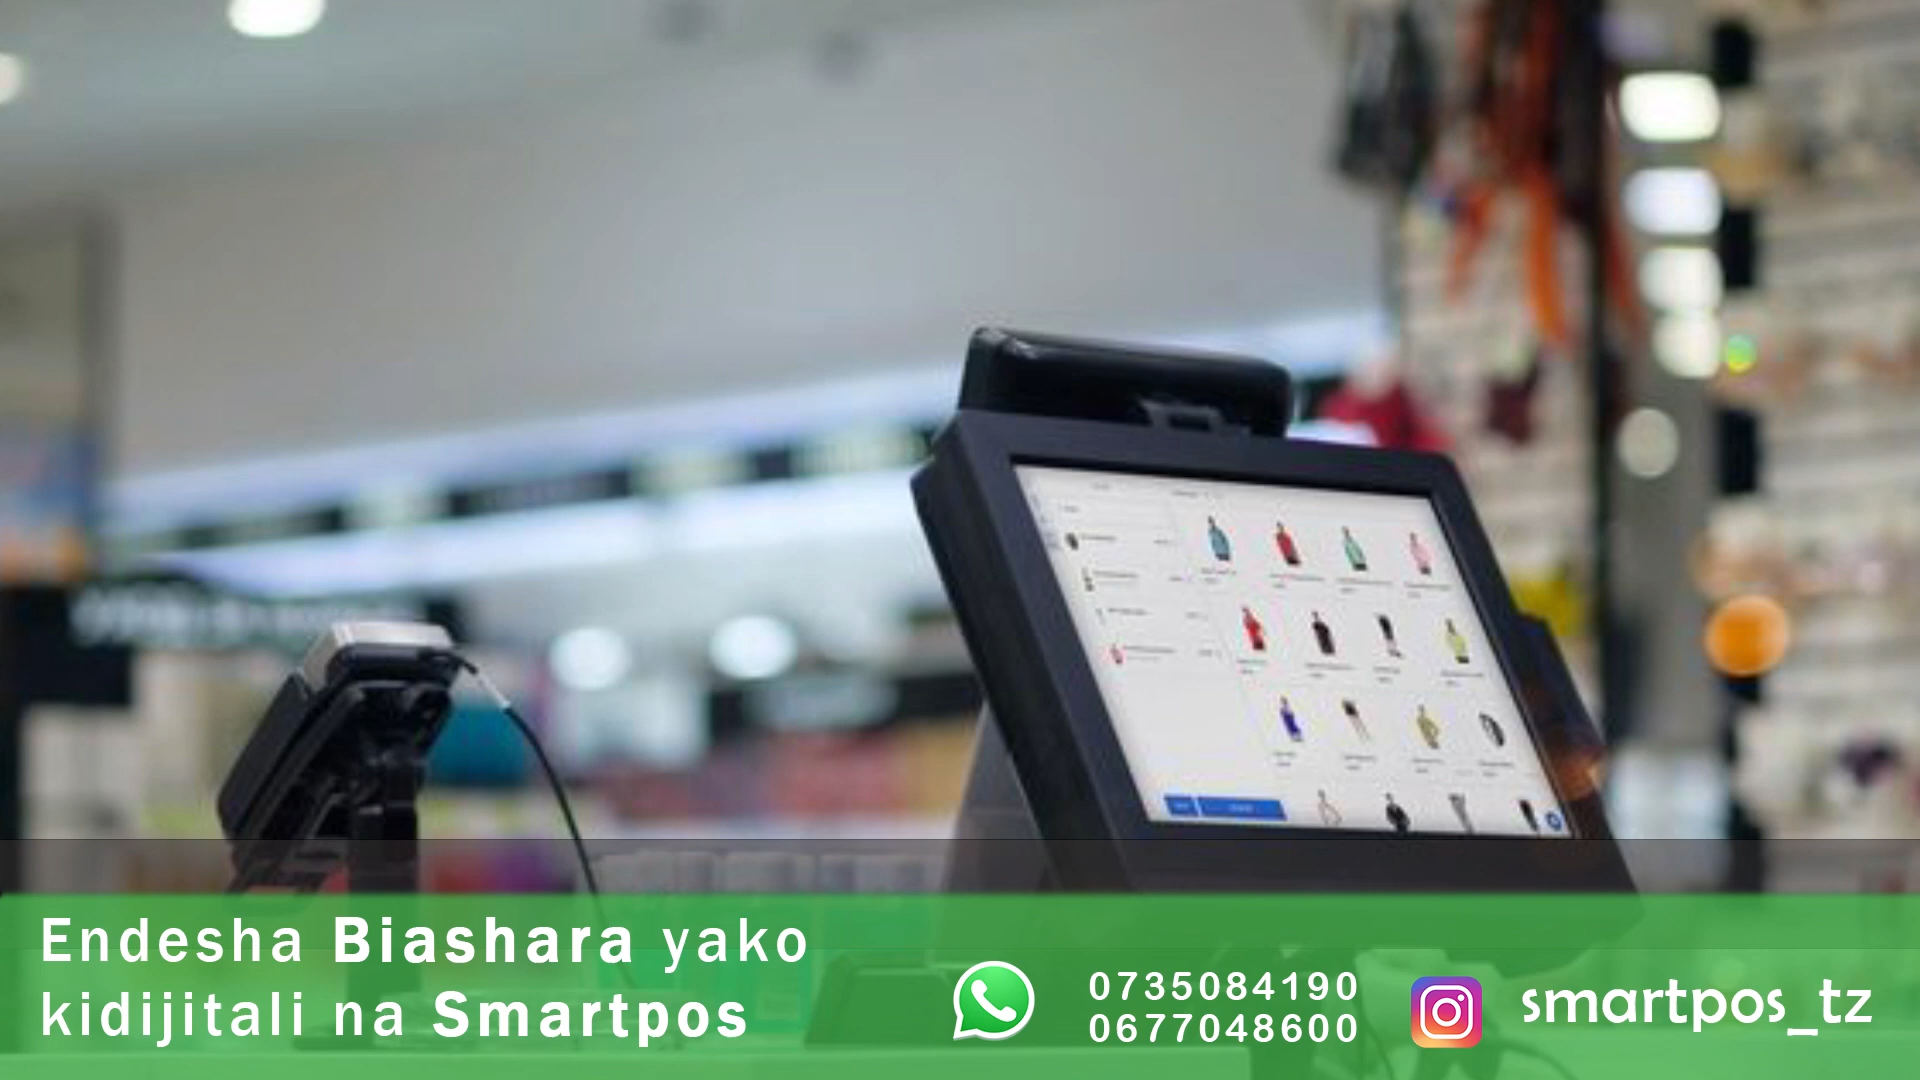 Endesha Biashara yako
kidijitali na Smartpos
0735084190
0677048600
smartpos_tz